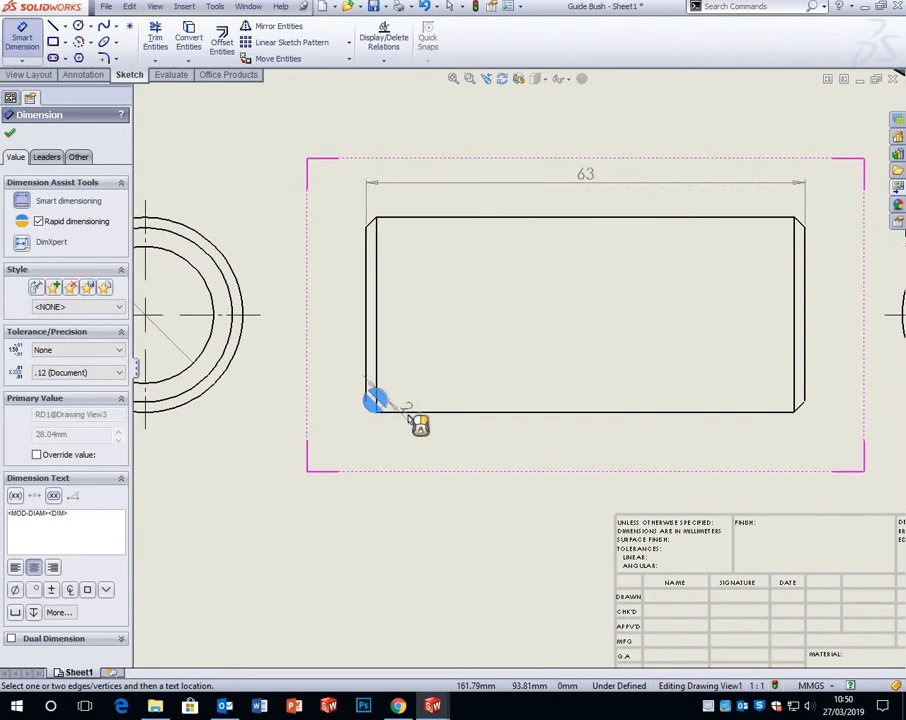 SOLIDWORKS
File Edit View Insert Tools Window Help
Guide Bush - Sheet1 *
Search Commands
Smart Dimension
Trim Entities
Convert Entities
Offset Entities
Mirror Entities
Linear Sketch Pattern
Move Entities
Display/Delete Relations
Quick Snaps
View Layout Annotation Sketch Evaluate Office Products
Dimension ?
Value Leaders Other
Dimension Assist Tools
Smart dimensioning
Rapid dimensioning
DimXpert
Style
<NONE>
Tolerance/Precision
None
.12 (Document)
Primary Value
RD1@Drawing View3
28.04mm
Override value:
Dimension Text
<MOD-DIAM><DIM>
More...
Dual Dimension
63
2
UNLESS OTHERWISE SPECIFIED:
DIMENSIONS ARE IN MILLIMETERS
SURFACE FINISH:
TOLERANCES:
LINEAR:
ANGULAR:
FINISH:
NAME SIGNATURE DATE
DRAWN
CHK'D
APPV'D
MFG
Q.A
MATERIAL:
Sheet1
Select one or two edges/vertices and then a text location.
161.79mm 93.81mm 0mm Under Defined Editing Drawing View1 1 : 1 MMGS
10:50
27/03/2019